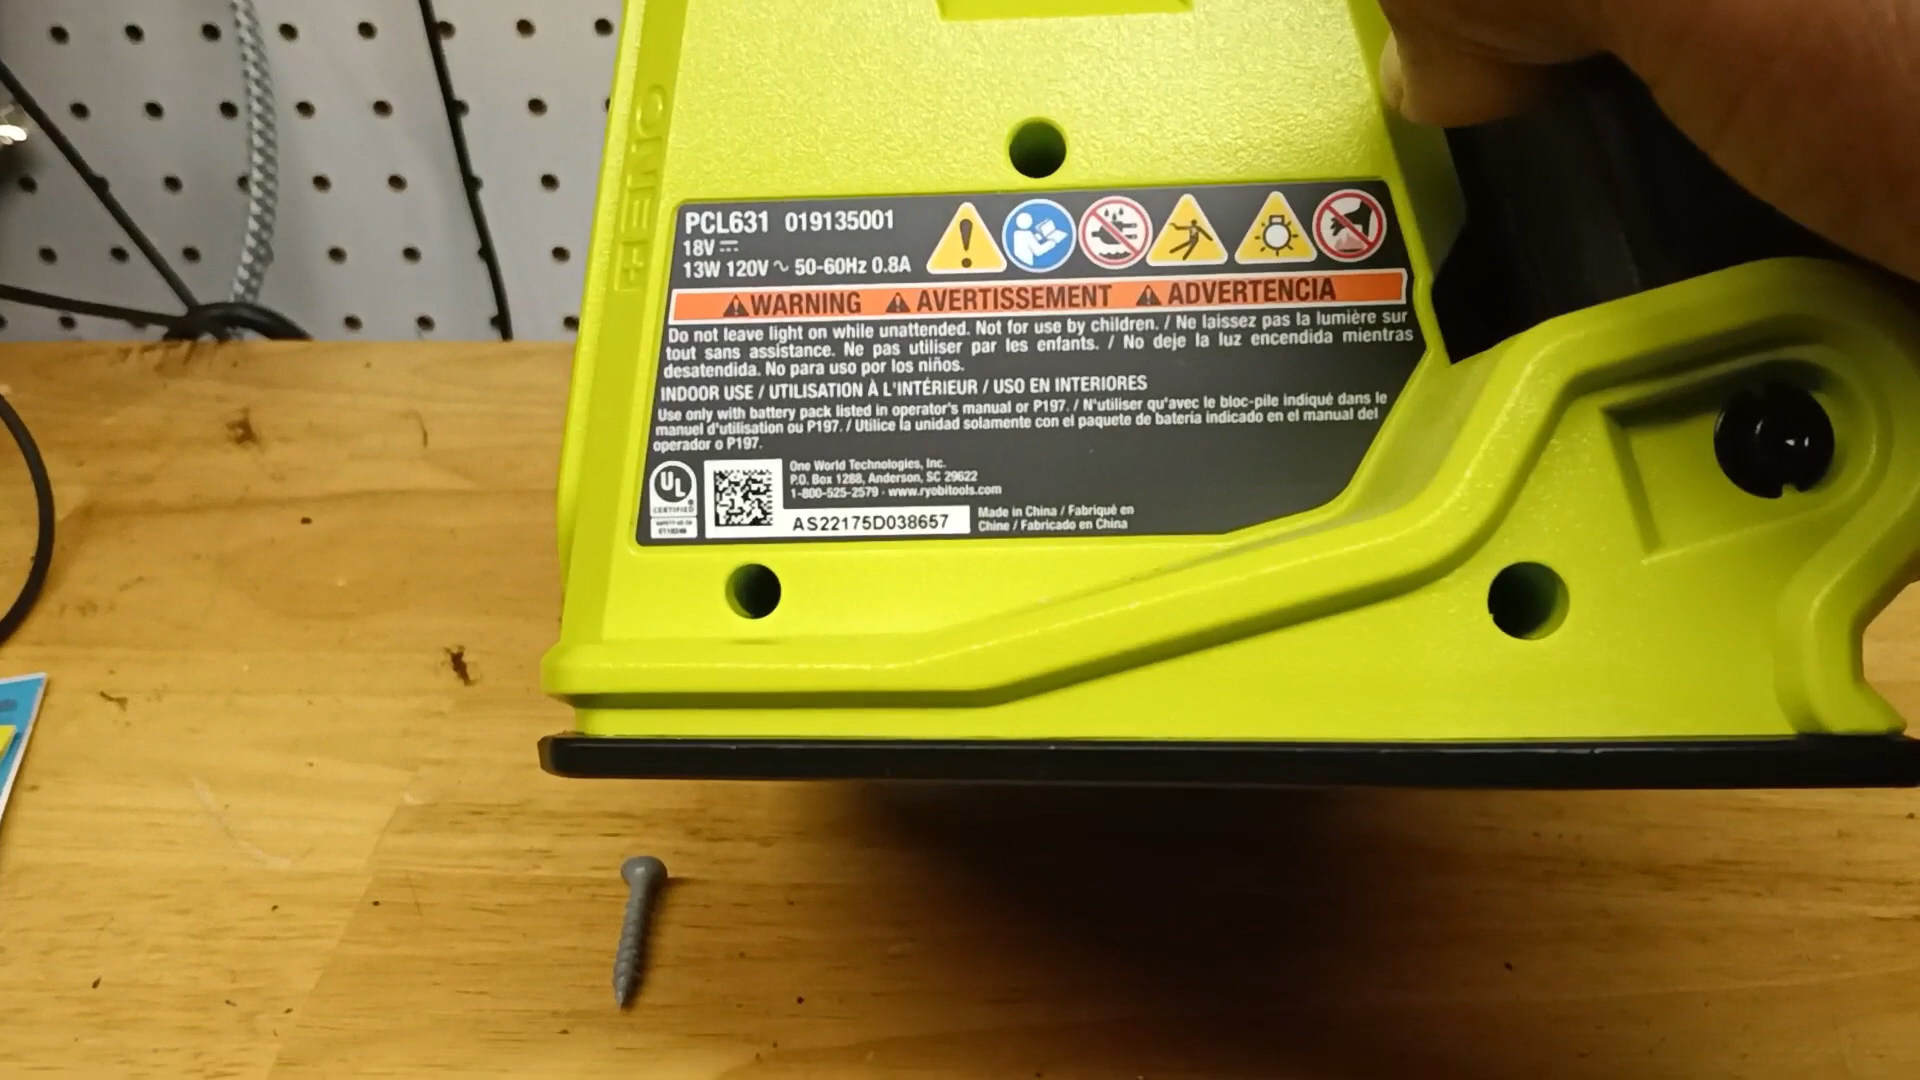 ONE+
PCL631 019135001
18V ⎓
13W 120V ~ 50-60Hz 0.8A
WARNING AVERTISSEMENT ADVERTENCIA
Do not leave light on while unattended. Not for use by children. / Ne laissez pas la lumière sur
tout sans assistance. Ne pas utiliser par les enfants. / No deje la luz encendida mientras
desatendida. No para uso por los niños.
INDOOR USE / UTILISATION À L'INTÉRIEUR / USO EN INTERIORES
Use only with battery pack listed in operator's manual or P197. / N'utiliser qu'avec le bloc-pile indiqué dans le
manuel d'utilisation ou P197. / Utilice la unidad solamente con el paquete de batería indicado en el manual del
operador o P197.
UL
CERTIFIED
One World Technologies, Inc.
P.O. Box 1288, Anderson, SC 29622
1-800-525-2579 - www.ryobitools.com
AS22175D038657
Made in China / Fabriqué en
Chine / Fabricado en China